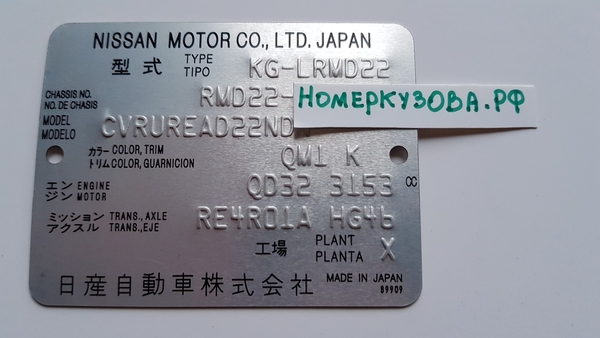 NISSAN MOTOR CO., LTD. JAPAN
型式 TYPE TIPO KG-LRMD22
CHASSIS NO. NO. DE CHASIS RMD22-
НОМЕРКУЗОВА.РФ
MODEL MODELO CVRUREAD22ND
カラー COLOR, TRIM トリム COLOR, GUARNICION QM1 K
エンジン ENGINE MOTOR QD32 3153
ミッション TRANS., AXLE アクスル TRANS., EJE RE4R01A HG46
工場 PLANT PLANTA X
日産自動車株式会社 MADE IN JAPAN
89909